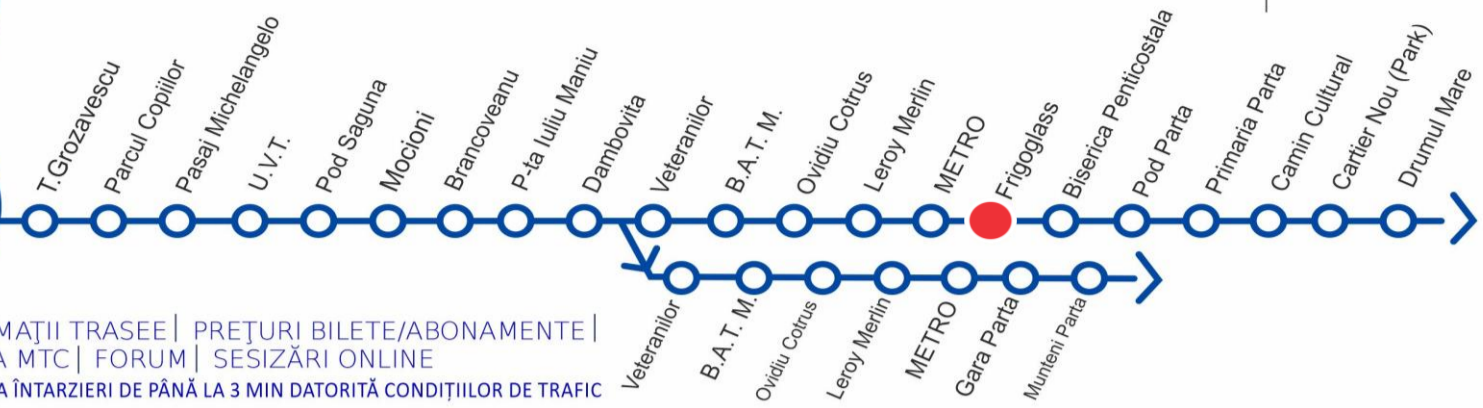 T.Grozavescu
Parcul Copiilor
Pasaj Michelangelo
U.V.T.
Pod Saguna
Mocioni
Brancoveanu
P-ta Iuliu Maniu
Dambovita
Veteranilor
B.A.T. M.
Ovidiu Cotrus
Leroy Merlin
METRO
Frigoglass
Biserica Penticostala
Pod Parta
Primaria Parta
Camin Cultural
Cartier Nou (Park)
Drumul Mare
Veteranilor
B.A.T. M.
Ovidiu Cotrus
Leroy Merlin
METRO
Gara Parta
Munteni Parta
MAŢII TRASEE| PREŢURI BILETE/ABONAMENTE|
A MTC| FORUM| SESIZĂRI ONLINE
A ÎNTARZIERI DE PÂNĂ LA 3 MIN DATORITĂ CONDIȚIILOR DE TRAFIC